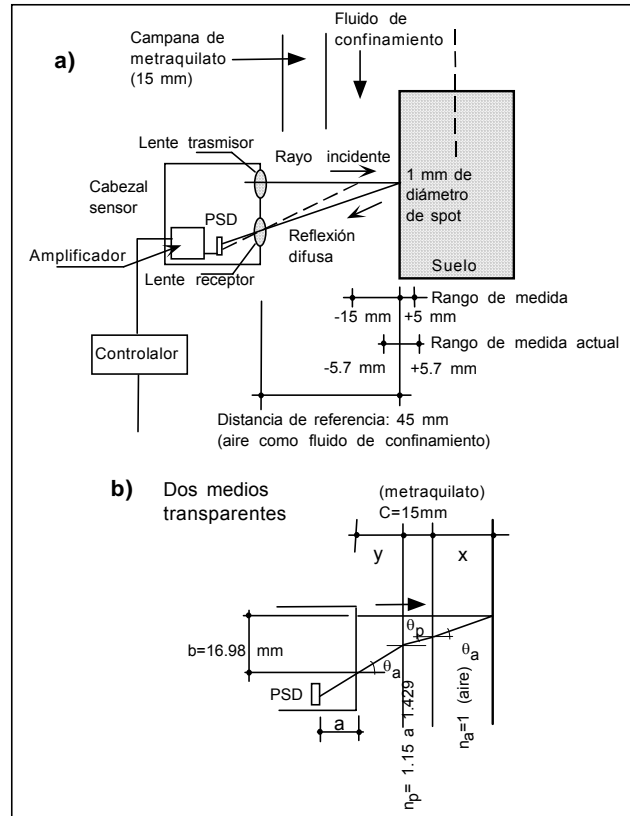 a)
Campana de
metraquilato
(15 mm)
Fluido de
confinamiento
Lente trasmisor
Rayo incidente
Cabezal
sensor
PSD
1 mm de
diámetro
de spot
Reflexión
difusa
Amplificador
Lente receptor
Suelo
Rango de medida
-15 mm
+5 mm
Controlalor
Rango de medida actual
-5.7 mm
+5.7 mm
Distancia de referencia: 45 mm
(aire como fluido de confinamiento)
b) Dos medios
transparentes
(metraquilato)
C=15mm
y
x
θp
θa
b=16.98 mm
θa
PSD
a
np= 1.15 a 1.429
na=1 (aire)